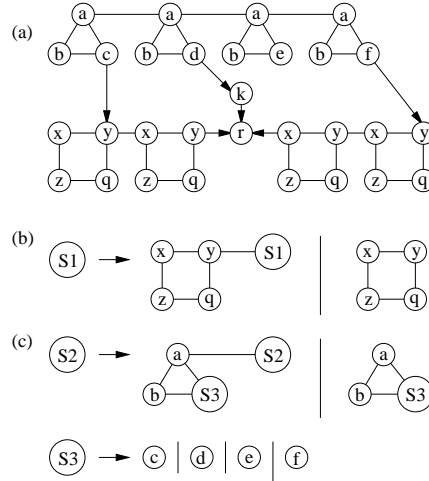 a a a a
(a)
b c b d b e b f
k
x y x y r x y x y
z q z q z q z q
(b)
S1 x y S1 x y
z q z q
(c)
S2 a S2 a
b S3 b S3
S3 c d e f